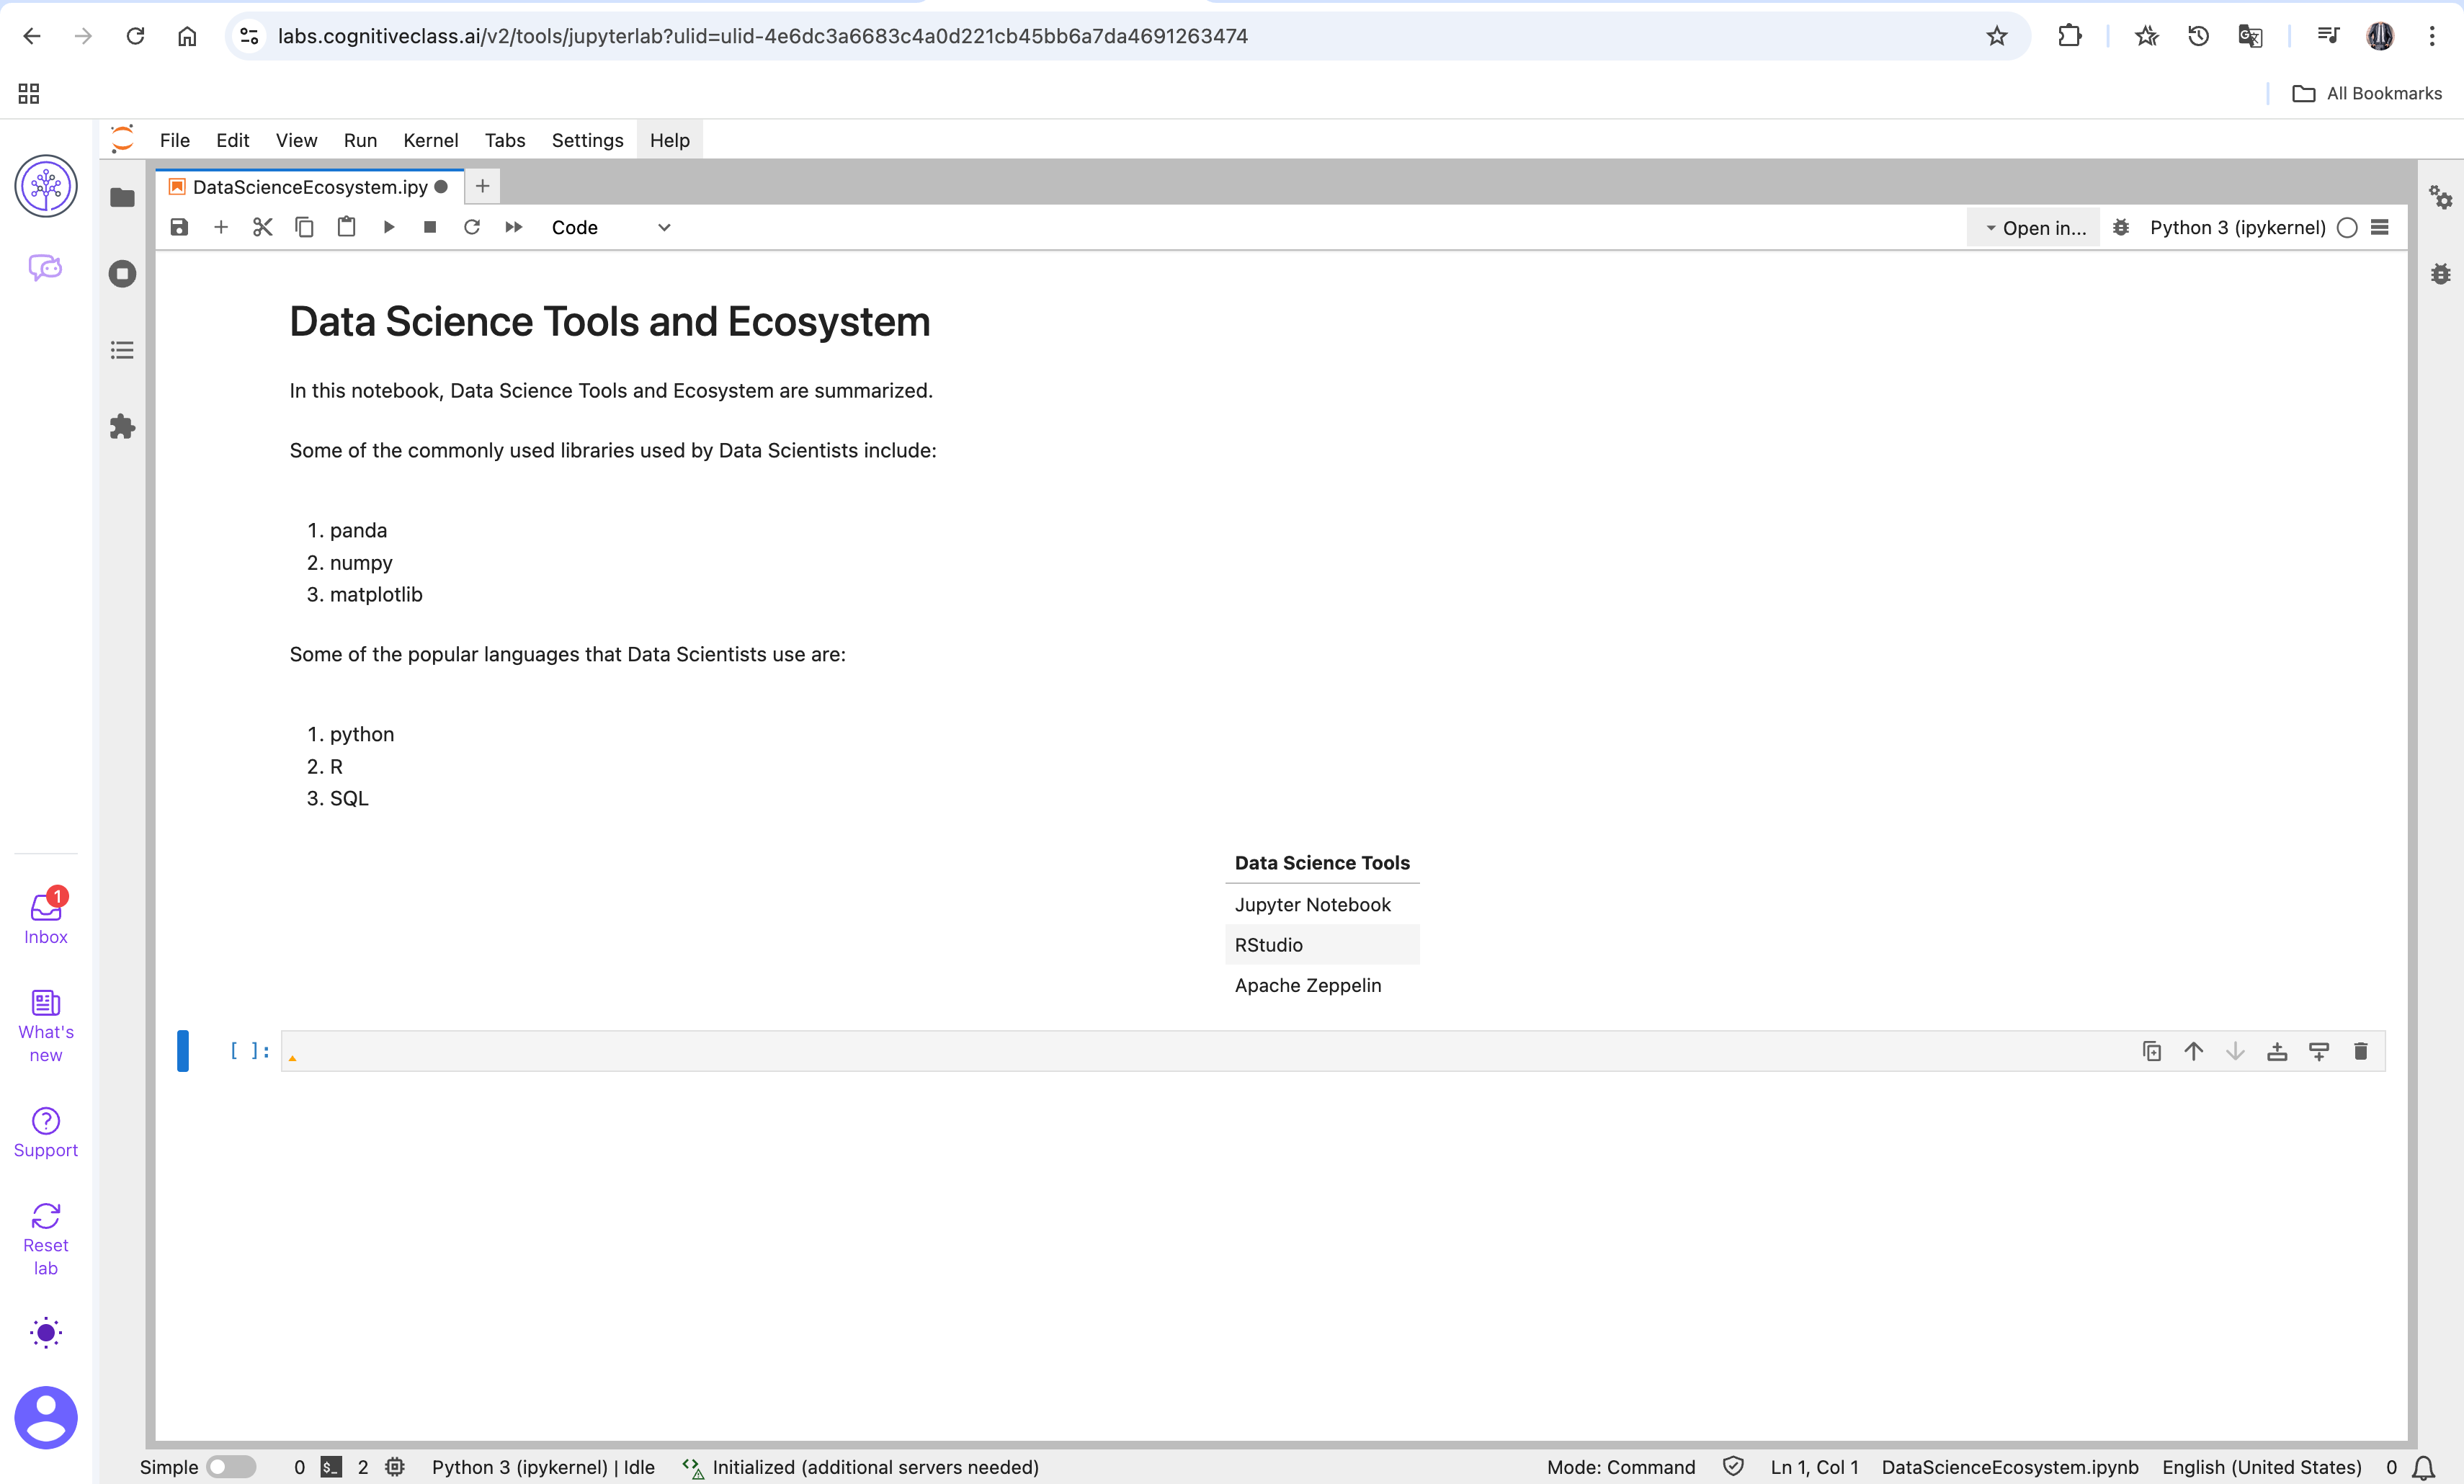 labs.cognitiveclass.ai/v2/tools/jupyterlab?ulid=ulid-4e6dc3a6683c4a0d221cb45bb6a7da4691263474
All Bookmarks
File Edit View Run Kernel Tabs Settings Help
DataScienceEcosystem.ipy
Code
Open in...
Python 3 (ipykernel)
Data Science Tools and Ecosystem
In this notebook, Data Science Tools and Ecosystem are summarized.
Some of the commonly used libraries used by Data Scientists include:
1. panda
2. numpy
3. matplotlib
Some of the popular languages that Data Scientists use are:
1. python
2. R
3. SQL
Data Science Tools
Jupyter Notebook
RStudio
Apache Zeppelin
[ ]:
1
Inbox
What's
new
Support
Reset
lab
Simple 0 $_ 2 Python 3 (ipykernel) | Idle Initialized (additional servers needed) Mode: Command Ln 1, Col 1 DataScienceEcosystem.ipynb English (United States) 0